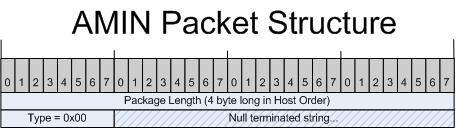 AMIN Packet Structure
0 1 2 3 4 5 6 7 0 1 2 3 4 5 6 7 0 1 2 3 4 5 6 7 0 1 2 3 4 5 6 7
Package Length (4 byte long in Host Order)
Type = 0x00 Null terminated string...